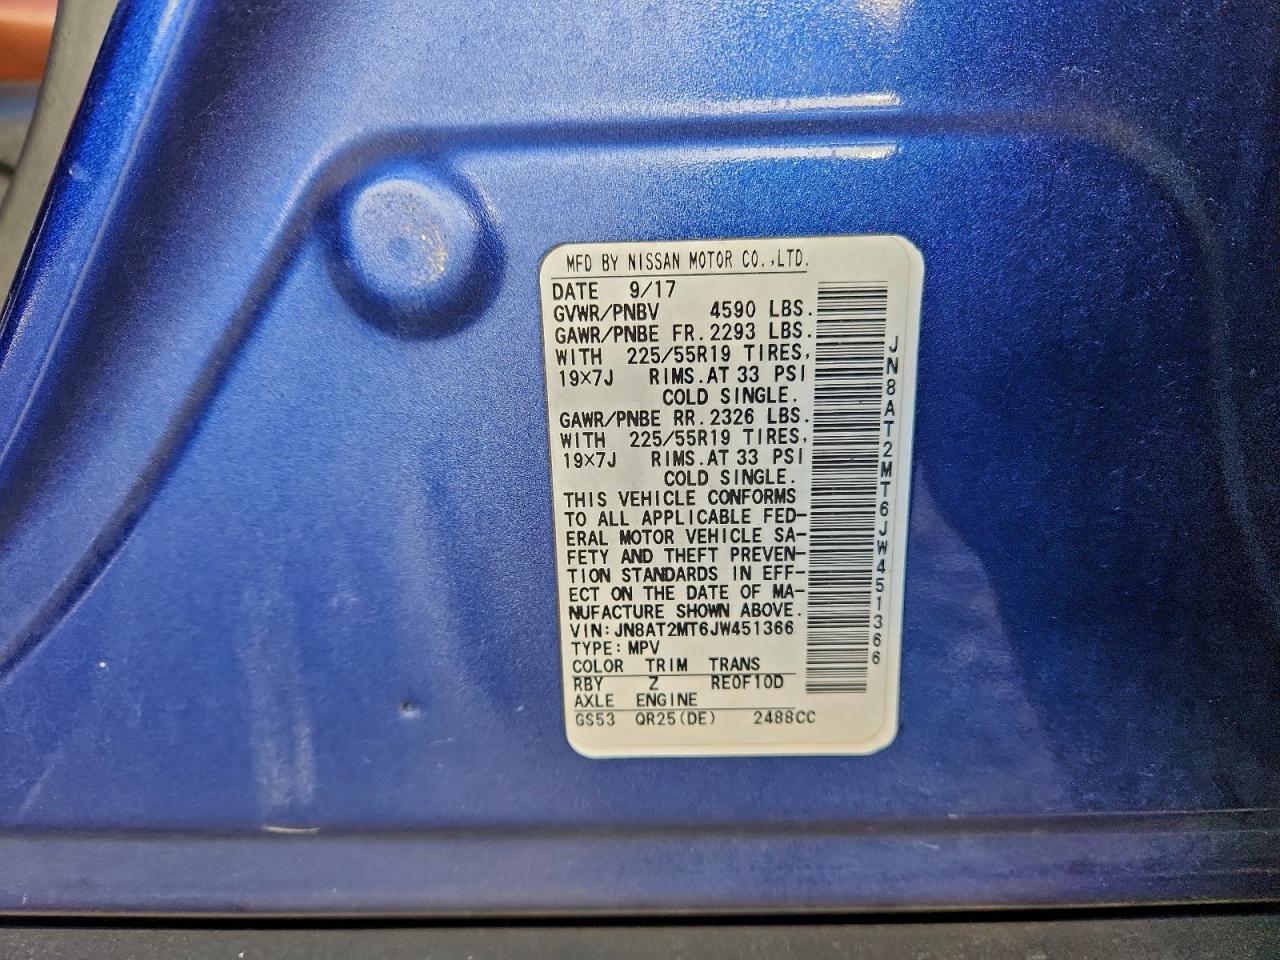 MFD BY NISSAN MOTOR CO.,LTD.
DATE 9/17
GVWR/PNBV 4590 LBS.
GAWR/PNBE FR. 2293 LBS.
WITH 225/55R19 TIRES,
19×7J RIMS. AT 33 PSI
COLD SINGLE.
GAWR/PNBE RR. 2326 LBS.
WITH 225/55R19 TIRES,
19×7J RIMS. AT 33 PSI
COLD SINGLE.
THIS VEHICLE CONFORMS
TO ALL APPLICABLE FED-
ERAL MOTOR VEHICLE SA-
FETY AND THEFT PREVEN-
TION STANDARDS IN EFF-
ECT ON THE DATE OF MA-
NUFACTURE SHOWN ABOVE.
VIN: JN8AT2MT6JW451366
TYPE: MPV
COLOR TRIM TRANS
RBY Z RE0F10D
AXLE ENGINE
GS53 QR25(DE) 2488CC
JN8AT2MT6JW451366